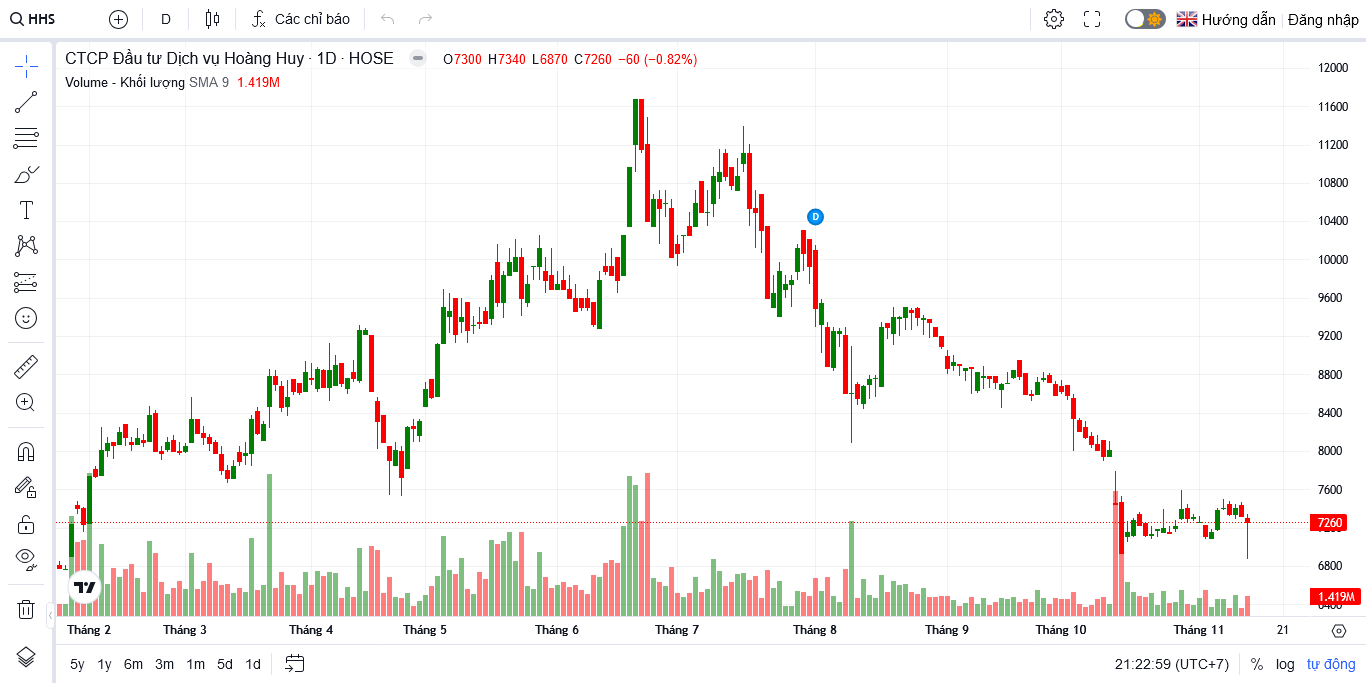 HHS D Các chỉ báo Hướng dẫn Đăng nhập
CTCP Đầu tư Dịch vụ Hoàng Huy · 1D · HOSE O7300 H7340 L6870 C7260 −60 (−0.82%)
Volume - Khối lượng SMA 9 1.419M
12000
11600
11200
10800
10400
D
10000
9600
9200
8800
8400
8000
7600
7260
6800
1.419M
6400
Tháng 2 Tháng 3 Tháng 4 Tháng 5 Tháng 6 Tháng 7 Tháng 8 Tháng 9 Tháng 10 Tháng 11 21
5y 1y 6m 3m 1m 5d 1d 21:22:59 (UTC+7) % log tự động